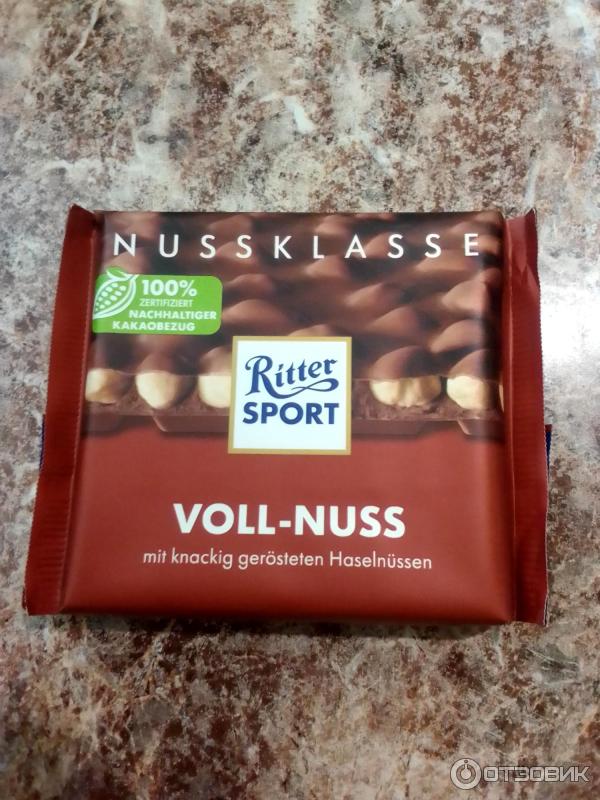 NUSSKLASSE
100%
ZERTIFIZIERT
NACHHALTIGER
KAKAOBEZUG
Ritter
SPORT
VOLL-NUSS
mit knackig gerösteten Haselnüssen
ОТЗОВИК